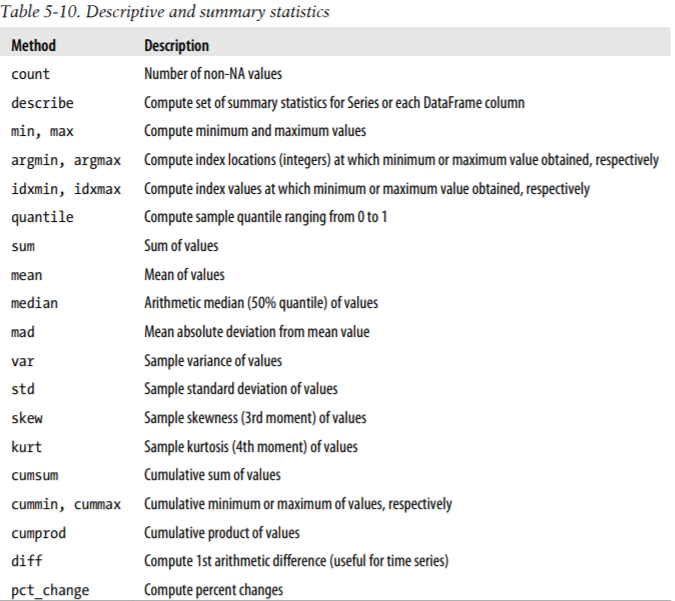 Table 5-10. Descriptive and summary statistics
Method Description
count Number of non-NA values
describe Compute set of summary statistics for Series or each DataFrame column
min, max Compute minimum and maximum values
argmin, argmax Compute index locations (integers) at which minimum or maximum value obtained, respectively
idxmin, idxmax Compute index values at which minimum or maximum value obtained, respectively
quantile Compute sample quantile ranging from 0 to 1
sum Sum of values
mean Mean of values
median Arithmetic median (50% quantile) of values
mad Mean absolute deviation from mean value
var Sample variance of values
std Sample standard deviation of values
skew Sample skewness (3rd moment) of values
kurt Sample kurtosis (4th moment) of values
cumsum Cumulative sum of values
cummin, cummax Cumulative minimum or maximum of values, respectively
cumprod Cumulative product of values
diff Compute 1st arithmetic difference (useful for time series)
pct_change Compute percent changes